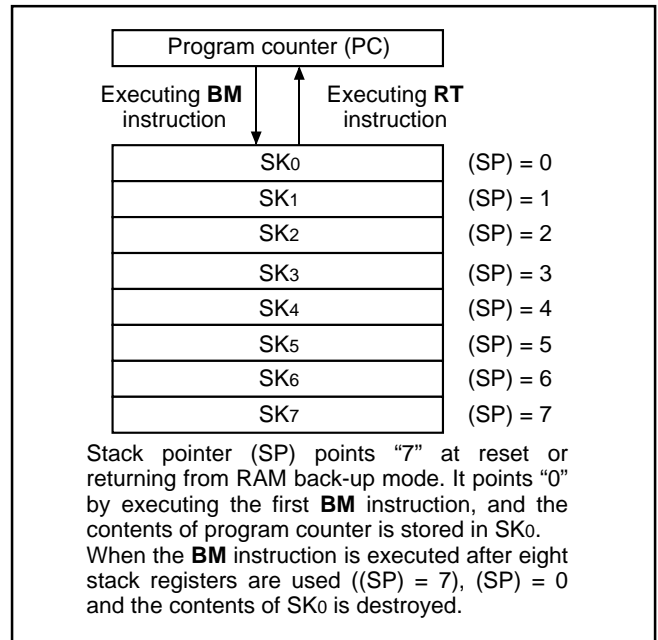 Program counter (PC)
Executing BM Executing RT
instruction instruction
SK0 (SP) = 0
SK1 (SP) = 1
SK2 (SP) = 2
SK3 (SP) = 3
SK4 (SP) = 4
SK5 (SP) = 5
SK6 (SP) = 6
SK7 (SP) = 7
Stack pointer (SP) points “7” at reset or
returning from RAM back-up mode. It points “0”
by executing the first BM instruction, and the
contents of program counter is stored in SK0.
When the BM instruction is executed after eight
stack registers are used ((SP) = 7), (SP) = 0
and the contents of SK0 is destroyed.